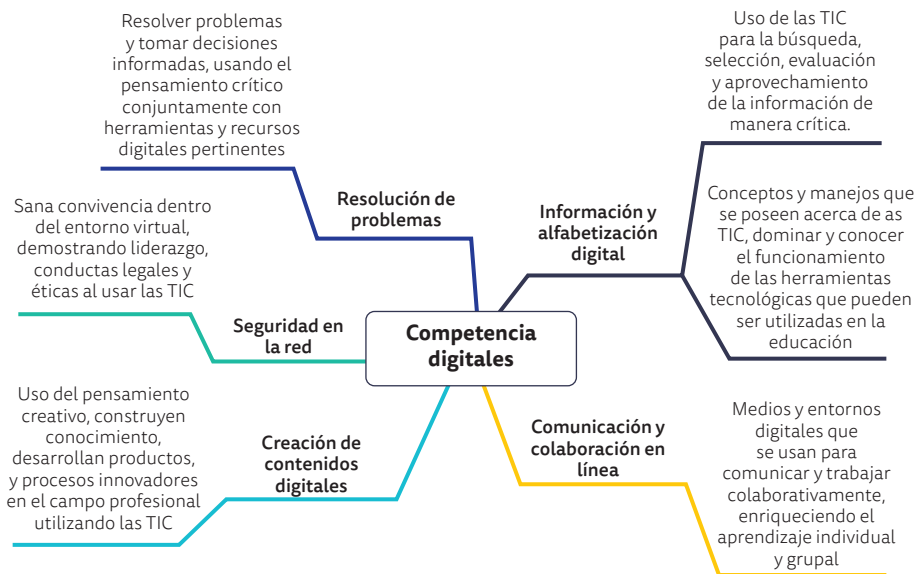 Resolver problemas
y tomar decisiones
informadas, usando el
pensamiento crítico
conjuntamente con
herramientas y recursos
digitales pertinentes
Resolución de
problemas
Sana convivencia dentro
del entorno virtual,
demostrando liderazgo,
conductas legales y
éticas al usar las TIC
Seguridad en
la red
Uso del pensamiento
creativo, construyen
conocimiento,
desarrollan productos,
y procesos innovadores
en el campo profesional
utilizando las TIC
Creación de
contenidos
digitales
Competencia
digitales
Uso de las TIC
para la búsqueda,
selección, evaluación
y aprovechamiento
de la información de
manera crítica.
Información y
alfabetización
digital
Conceptos y manejos que
se poseen acerca de as
TIC, dominar y conocer
el funcionamiento
de las herramientas
tecnológicas que pueden
ser utilizadas en la
educación
Comunicación y
colaboración en
línea
Medios y entornos
digitales que
se usan para
comunicar y trabajar
colaborativamente,
enriqueciendo el
aprendizaje individual
y grupal